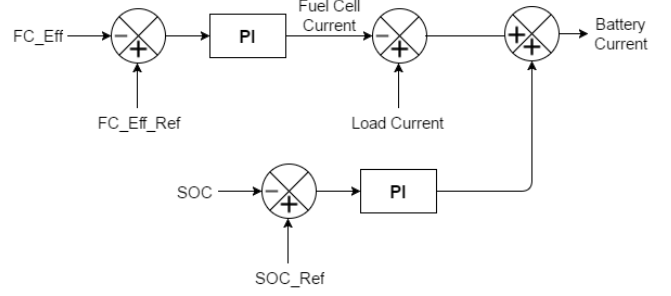 Fuel Cell
Current
FC_Eff
PI
Battery
Current
FC_Eff_Ref
Load Current
SOC
PI
SOC_Ref